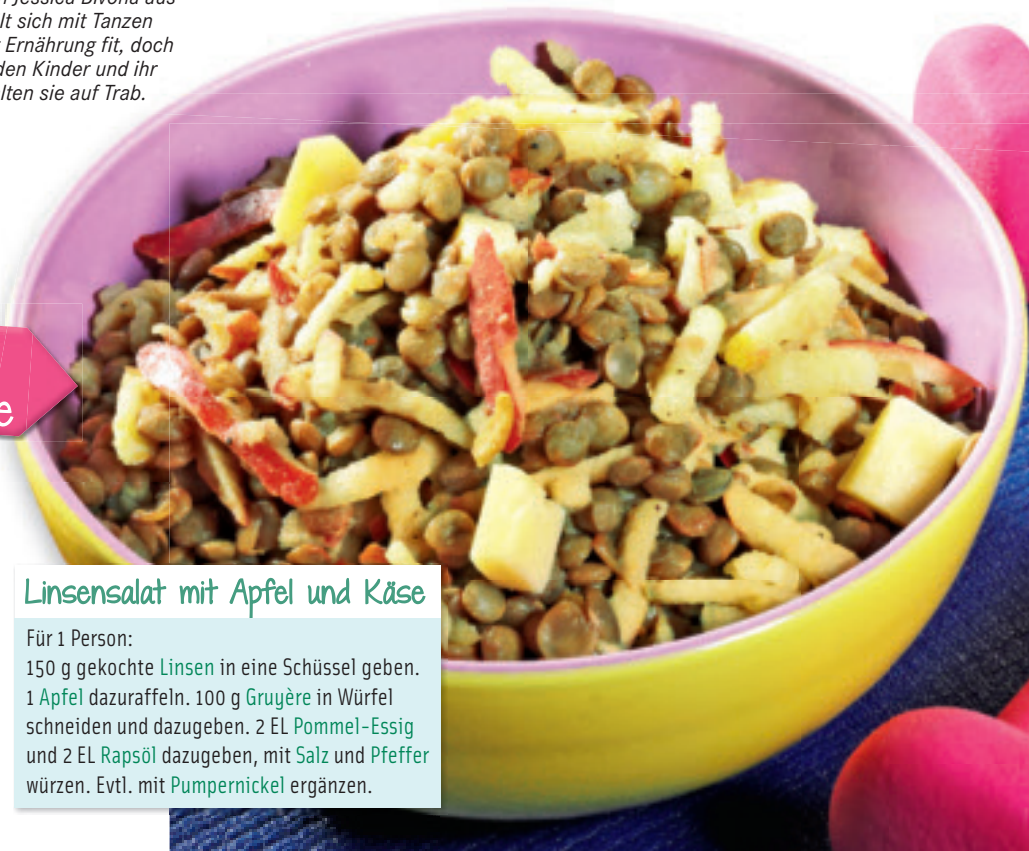 Jessica Bivona aus
lt sich mit Tanzen
Ernährung fit, doch
den Kinder und ihr
lten sie auf Trab.
e
Linsensalat mit Apfel und Käse
Für 1 Person:
150 g gekochte Linsen in eine Schüssel geben.
1 Apfel dazuraffeln. 100 g Gruyère in Würfel
schneiden und dazugeben. 2 EL Pommel-Essig
und 2 EL Rapsöl dazugeben, mit Salz und Pfeffer
würzen. Evtl. mit Pumpernickel ergänzen.